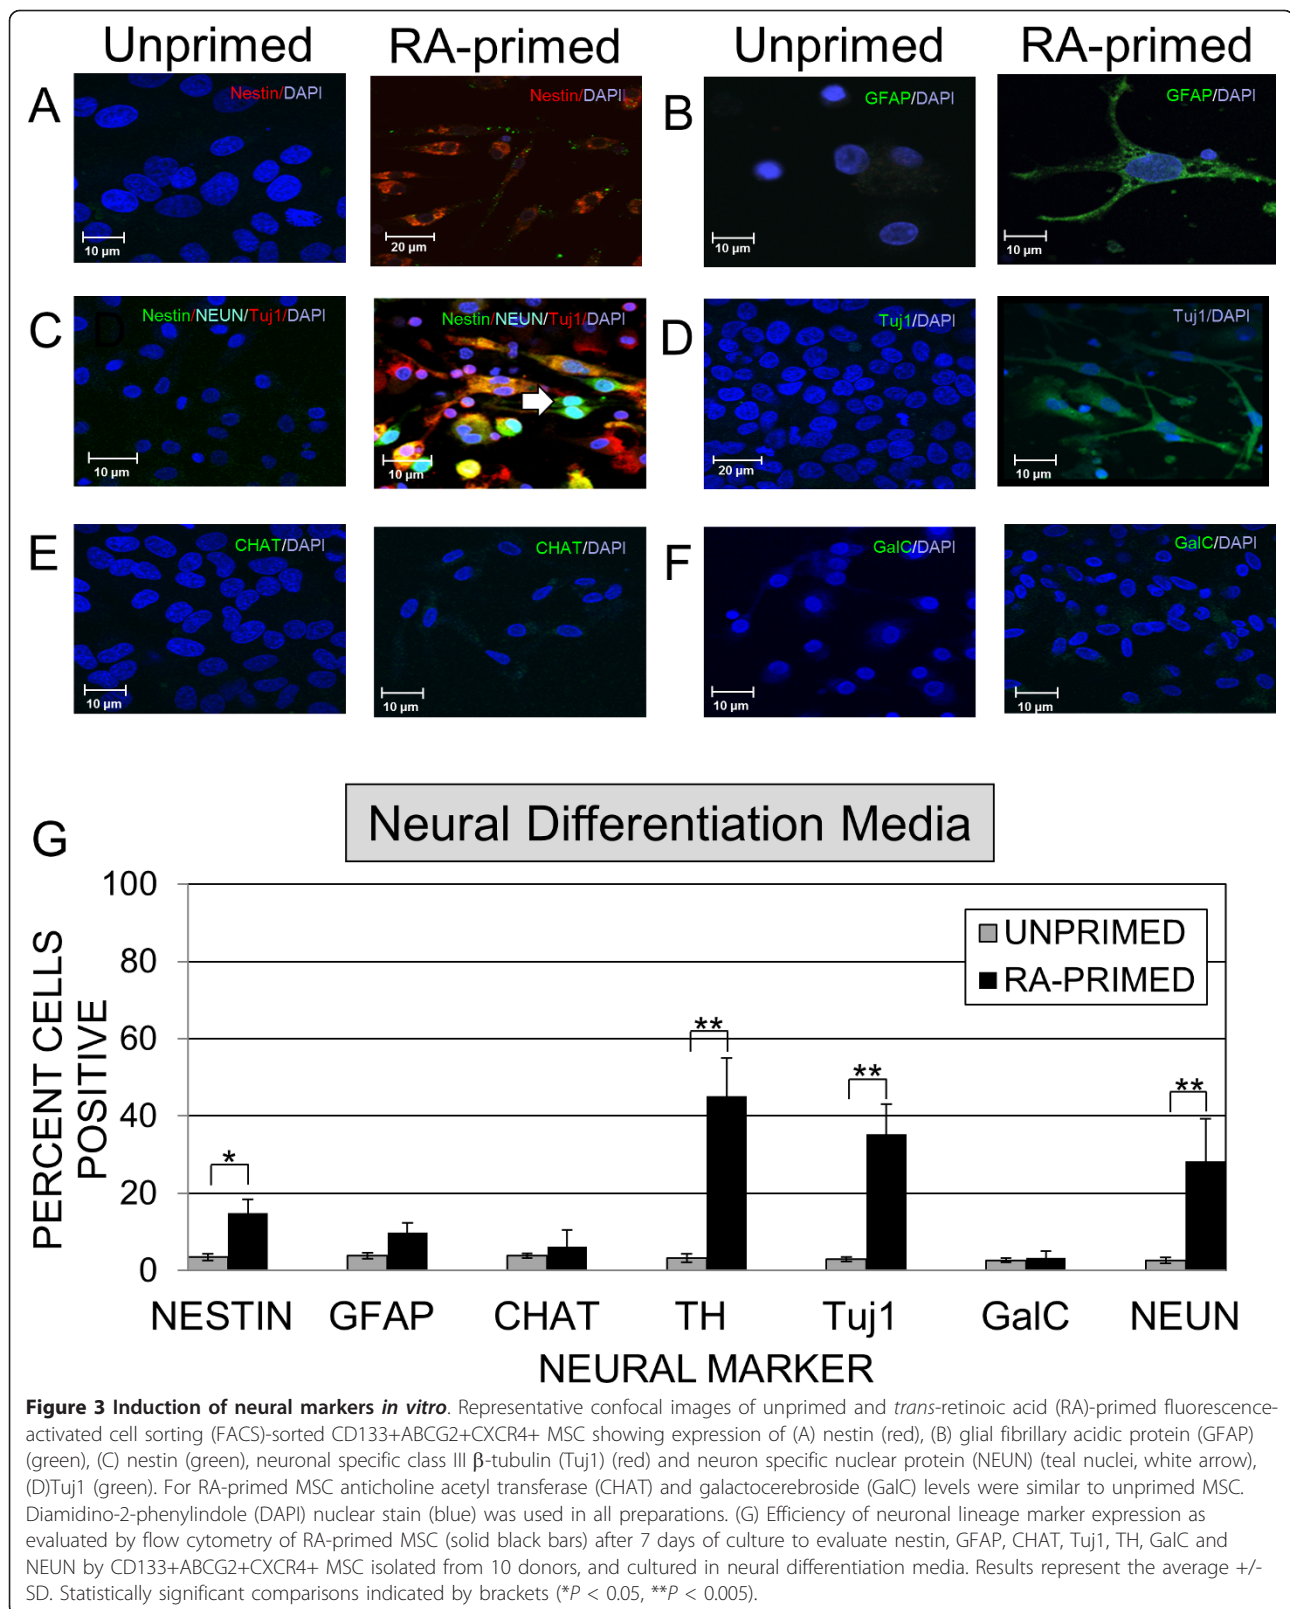 Unprimed RA-primed Unprimed RA-primed
A Nestin/DAPI Nestin/DAPI B GFAP/DAPI GFAP/DAPI
10 µm 20 µm 10 µm 10 µm
C D Nestin/NEUN/Tuj1/DAPI Nestin/NEUN/Tuj1/DAPI D Tuj1/DAPI Tuj1/DAPI
10 µm 10 µm 20 µm 10 µm
E CHAT/DAPI CHAT/DAPI F GalC/DAPI GalC/DAPI
10 µm 10 µm 10 µm 10 µm
G Neural Differentiation Media
PERCENT CELLS
POSITIVE
100
80
60
40
20
0
UNPRIMED
RA-PRIMED
* ** ** **
NESTIN GFAP CHAT TH Tuj1 GalC NEUN
NEURAL MARKER
Figure 3 Induction of neural markers in vitro. Representative confocal images of unprimed and trans-retinoic acid (RA)-primed fluorescence-
activated cell sorting (FACS)-sorted CD133+ABCG2+CXCR4+ MSC showing expression of (A) nestin (red), (B) glial fibrillary acidic protein (GFAP)
(green), (C) nestin (green), neuronal specific class III β-tubulin (Tuj1) (red) and neuron specific nuclear protein (NEUN) (teal nuclei, white arrow),
(D)Tuj1 (green). For RA-primed MSC anticholine acetyl transferase (CHAT) and galactocerebroside (GalC) levels were similar to unprimed MSC.
Diamidino-2-phenylindole (DAPI) nuclear stain (blue) was used in all preparations. (G) Efficiency of neuronal lineage marker expression as
evaluated by flow cytometry of RA-primed MSC (solid black bars) after 7 days of culture to evaluate nestin, GFAP, CHAT, Tuj1, TH, GalC and
NEUN by CD133+ABCG2+CXCR4+ MSC isolated from 10 donors, and cultured in neural differentiation media. Results represent the average +/-
SD. Statistically significant comparisons indicated by brackets (*P < 0.05, **P < 0.005).